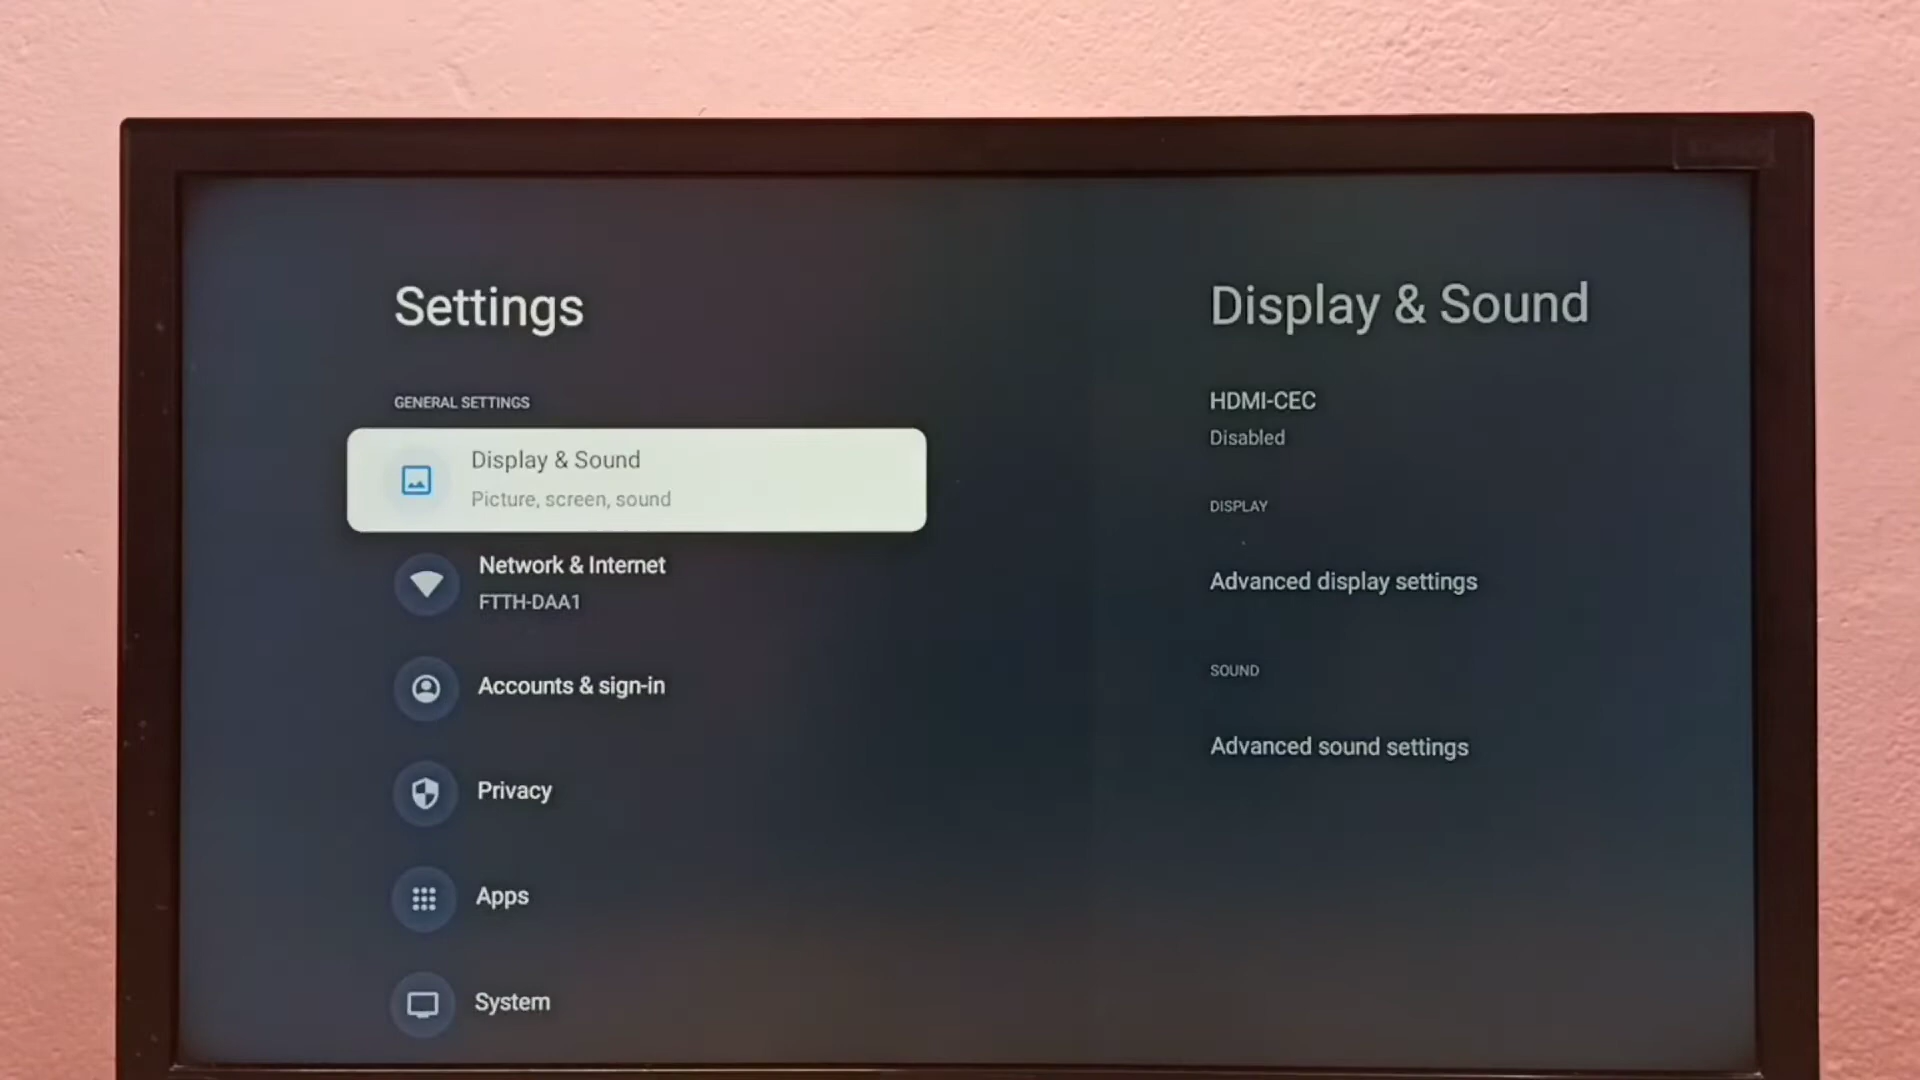 Settings
GENERAL SETTINGS
Display & Sound
Picture, screen, sound
Network & Internet
FTTH-DAA1
Accounts & sign-in
Privacy
Apps
System
Display & Sound
HDMI-CEC
Disabled
DISPLAY
Advanced display settings
SOUND
Advanced sound settings